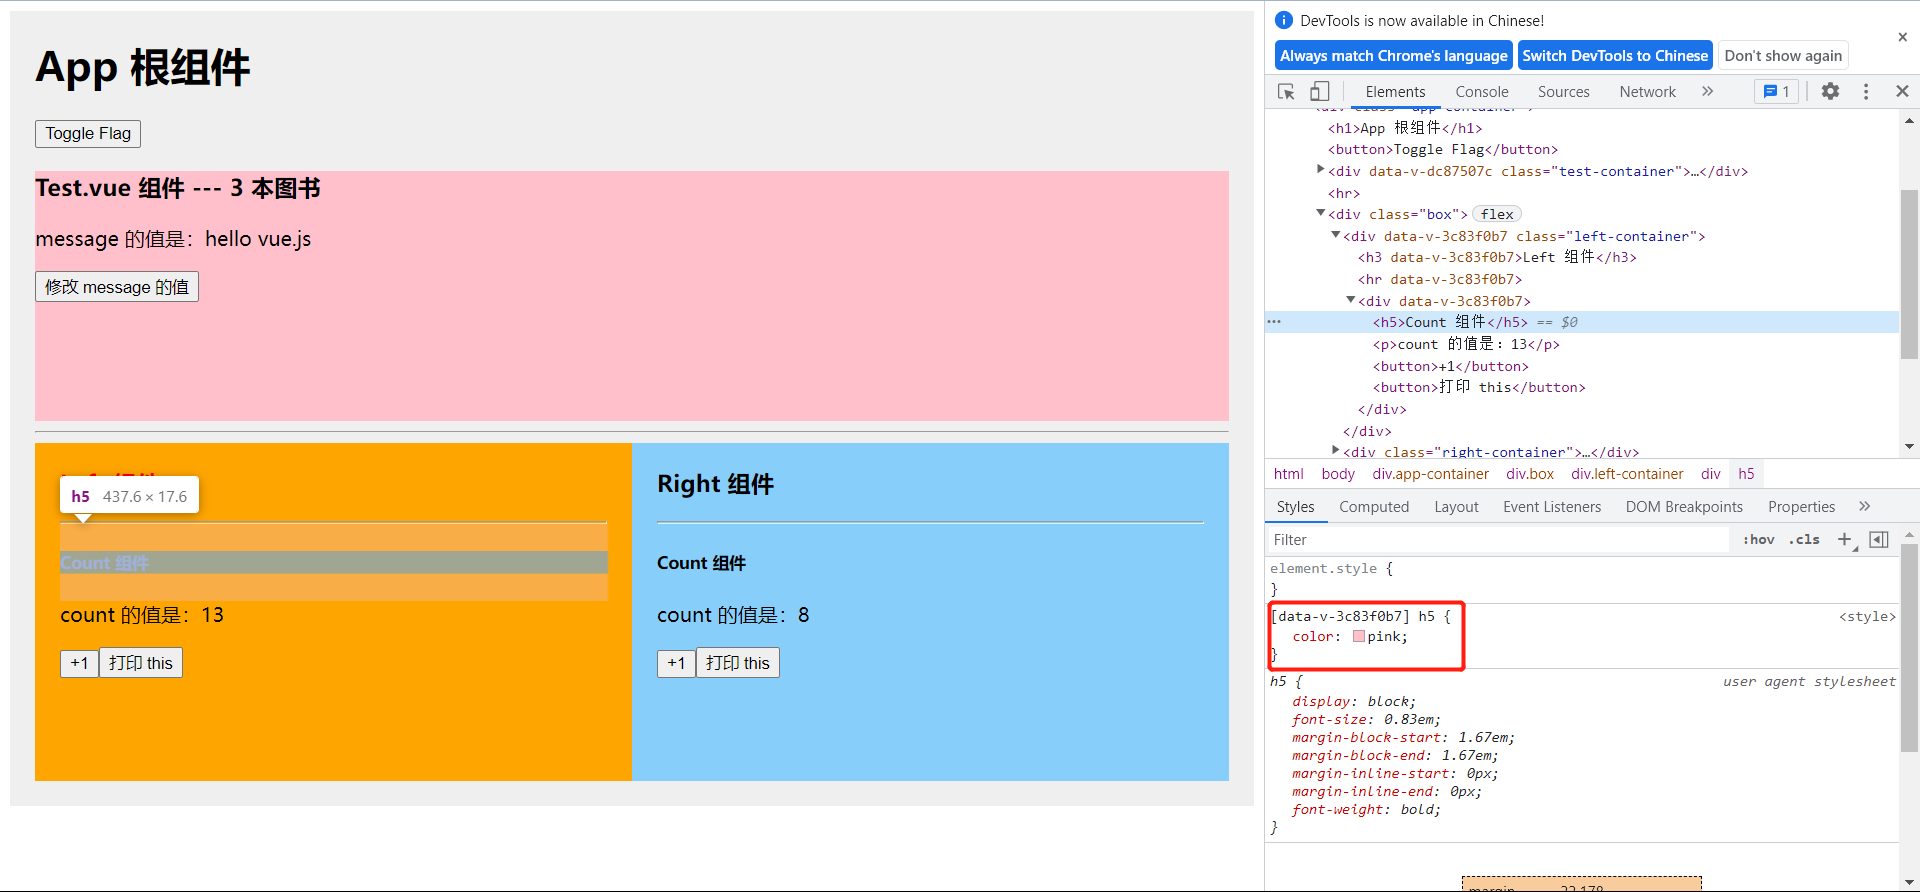 App 根组件
Toggle Flag
Test.vue 组件 --- 3 本图书
message 的值是：hello vue.js
修改 message 的值
h5 437.6 × 17.6
Count 组件
count 的值是：13
+1 打印 this
Right 组件
Count 组件
count 的值是：8
+1 打印 this
DevTools is now available in Chinese!
Always match Chrome's language Switch DevTools to Chinese Don't show again
Elements Console Sources Network » 1
<h1>App 根组件</h1>
<button>Toggle Flag</button>
<div data-v-dc87507c class="test-container">…</div>
<hr>
<div class="box"> flex
<div data-v-3c83f0b7 class="left-container">
<h3 data-v-3c83f0b7>Left 组件</h3>
<hr data-v-3c83f0b7>
<div data-v-3c83f0b7>
<h5>Count 组件</h5> == $0
<p>count 的值是：13</p>
<button>+1</button>
<button>打印 this</button>
</div>
</div>
<div class="right-container">…</div>
html body div.app-container div.box div.left-container div h5
Styles Computed Layout Event Listeners DOM Breakpoints Properties »
Filter :hov .cls +
element.style {
}
[data-v-3c83f0b7] h5 { <style>
color: pink;
}
h5 { user agent stylesheet
display: block;
font-size: 0.83em;
margin-block-start: 1.67em;
margin-block-end: 1.67em;
margin-inline-start: 0px;
margin-inline-end: 0px;
font-weight: bold;
}